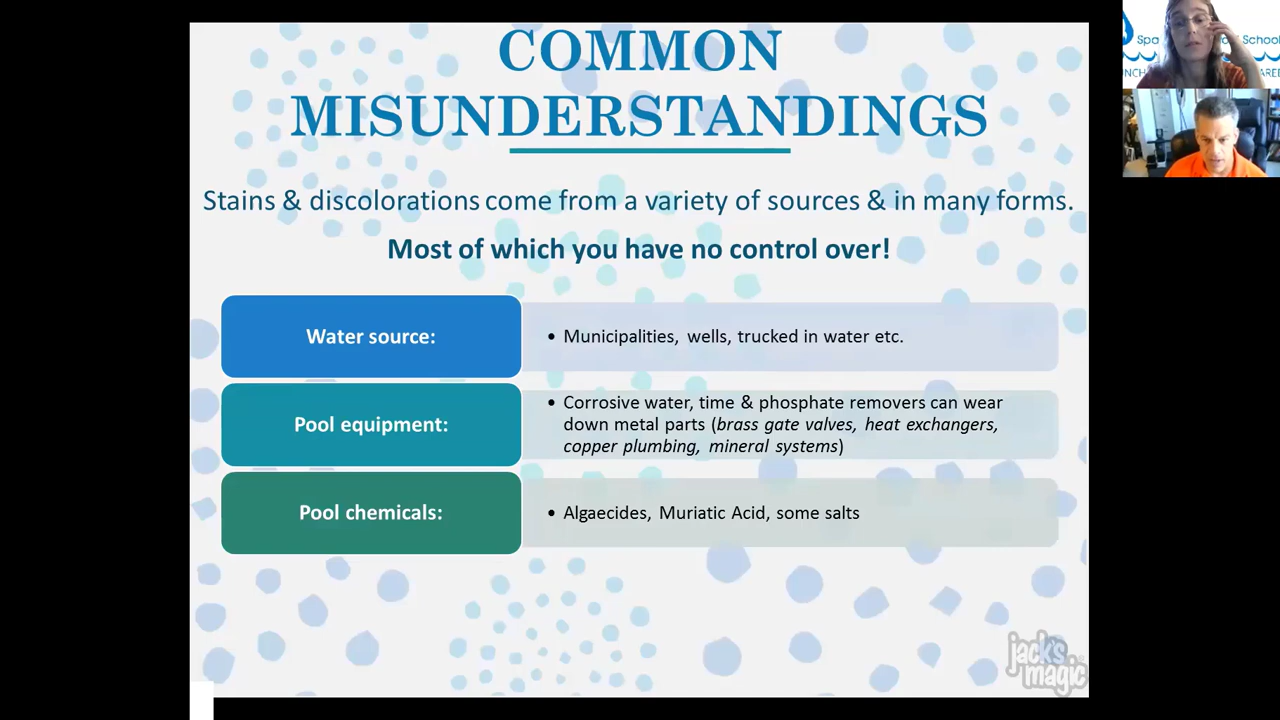 COMMON
MISUNDERSTANDINGS
Stains & discolorations come from a variety of sources & in many forms.
Most of which you have no control over!
Water source:
• Municipalities, wells, trucked in water etc.
Pool equipment:
• Corrosive water, time & phosphate removers can wear
down metal parts (brass gate valves, heat exchangers,
copper plumbing, mineral systems)
Pool chemicals:
• Algaecides, Muriatic Acid, some salts
jack's
magic
Spa
School